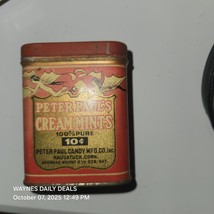 PETER PAUL'S
CREAM MINTS
100% PURE
10¢
PETER PAUL CANDY MFG. CO., INC.
NAUGATUCK, CONN.
WAYNES DAILY DEALS
October 07, 2025 12:49 PM